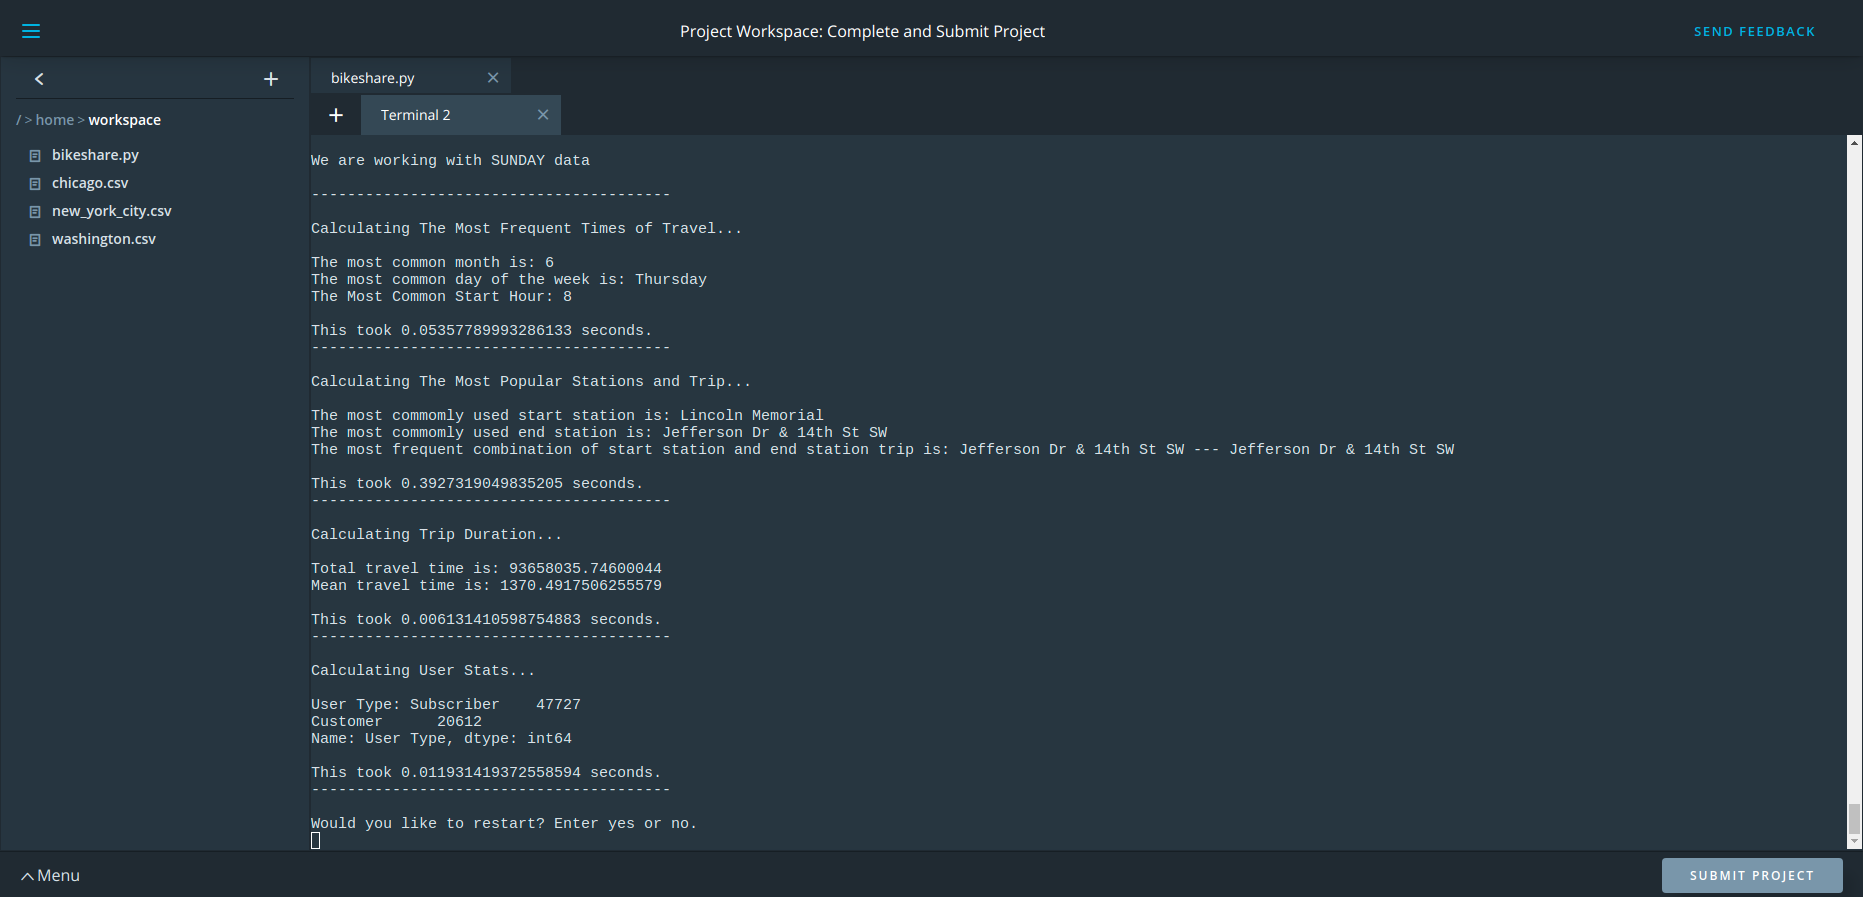 Project Workspace: Complete and Submit Project
SEND FEEDBACK
bikeshare.py
Terminal 2
/ > home > workspace
bikeshare.py
chicago.csv
new_york_city.csv
washington.csv
We are working with SUNDAY data
----------------------------------------
Calculating The Most Frequent Times of Travel...
The most common month is: 6
The most common day of the week is: Thursday
The Most Common Start Hour: 8
This took 0.05357789993286133 seconds.
----------------------------------------
Calculating The Most Popular Stations and Trip...
The most commomly used start station is: Lincoln Memorial
The most commomly used end station is: Jefferson Dr & 14th St SW
The most frequent combination of start station and end station trip is: Jefferson Dr & 14th St SW --- Jefferson Dr & 14th St SW
This took 0.3927319049835205 seconds.
----------------------------------------
Calculating Trip Duration...
Total travel time is: 93658035.74600044
Mean travel time is: 1370.4917506255579
This took 0.006131410598754883 seconds.
----------------------------------------
Calculating User Stats...
User Type: Subscriber    47727
Customer      20612
Name: User Type, dtype: int64
This took 0.011931419372558594 seconds.
----------------------------------------
Would you like to restart? Enter yes or no.
Menu
SUBMIT PROJECT